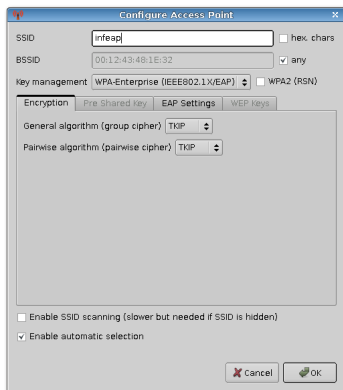 Configure Access Point
SSID infeap hex. chars
BSSID 00:12:43:48:1E:32 any
Key management WPA-Enterprise (IEEE802.1X/EAP) WPA2 (RSN)
Encryption Pre Shared Key EAP Settings WEP Keys
General algorithm (group cipher) TKIP
Pairwise algorithm (pairwise cipher) TKIP
Enable SSID scanning (slower but needed if SSID is hidden)
Enable automatic selection
Cancel OK